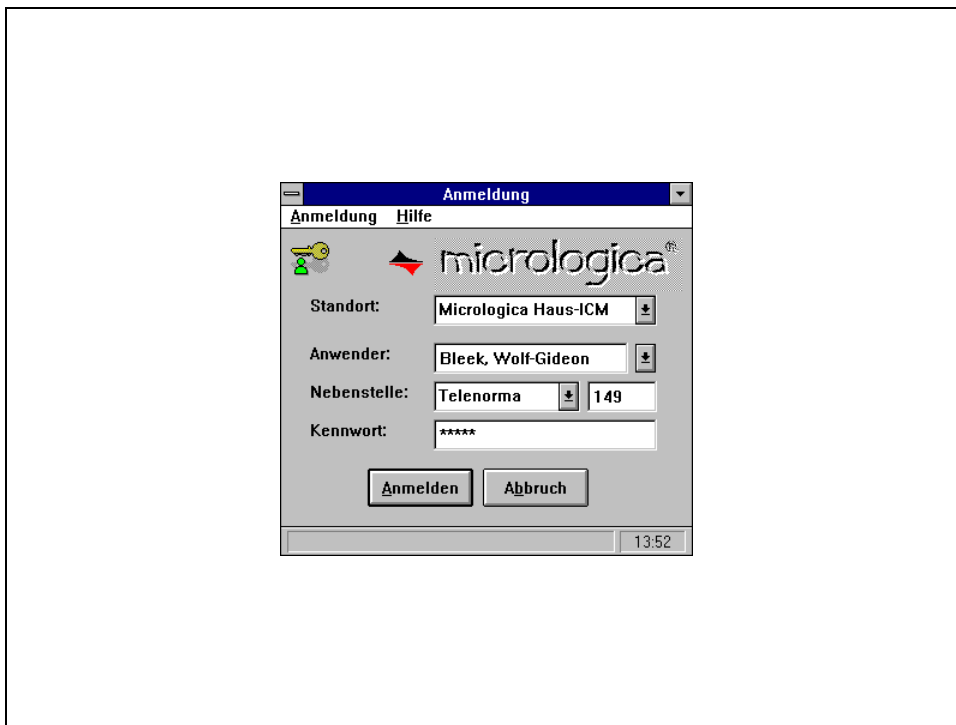 Anmeldung
Anmeldung Hilfe
micrologica®
Standort: Micrologica Haus-ICM
Anwender: Bleek, Wolf-Gideon
Nebenstelle: Telenorma 149
Kennwort: *****
Anmelden Abbruch
13:52